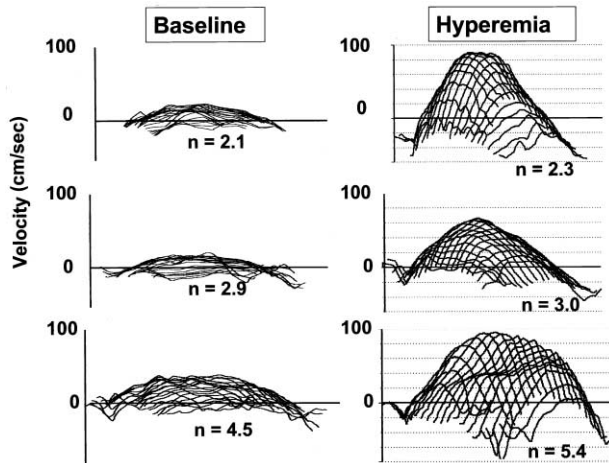 Baseline
Hyperemia
Velocity (cm/sec)
100
0
n = 2.1
100
0
n = 2.3
100
0
n = 2.9
100
0
n = 3.0
100
0
n = 4.5
100
0
n = 5.4